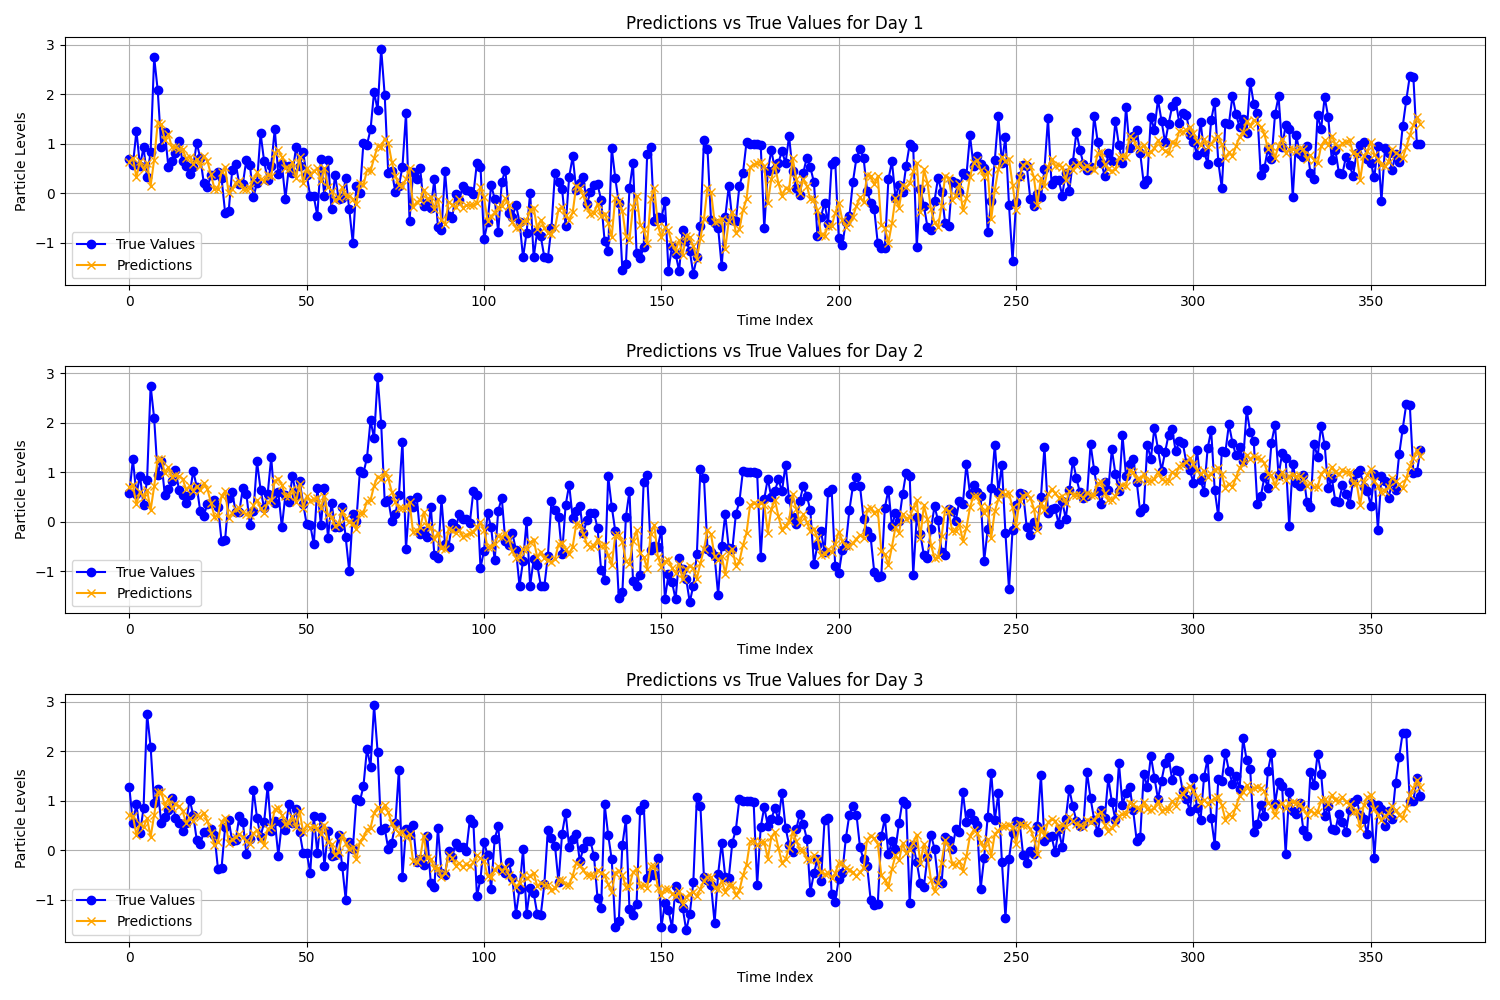 Predictions vs True Values for Day 1
Particle Levels
3
2
1
0
−1
True Values
Predictions
0 50 100 150 200 250 300 350
Time Index
Predictions vs True Values for Day 2
Particle Levels
3
2
1
0
−1
True Values
Predictions
0 50 100 150 200 250 300 350
Time Index
Predictions vs True Values for Day 3
Particle Levels
3
2
1
0
−1
True Values
Predictions
0 50 100 150 200 250 300 350
Time Index